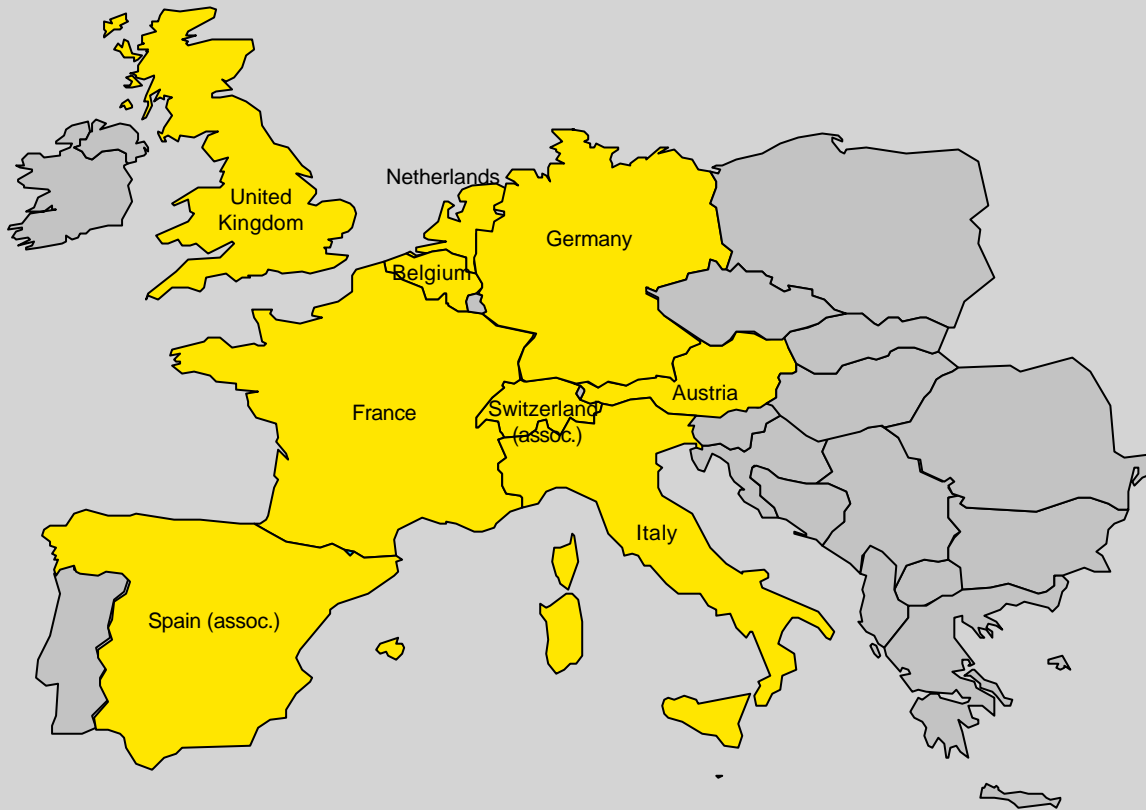 Netherlands
United
Kingdom
Germany
Belgium
Austria
France
Switzerland
(assoc.)
Italy
Spain (assoc.)